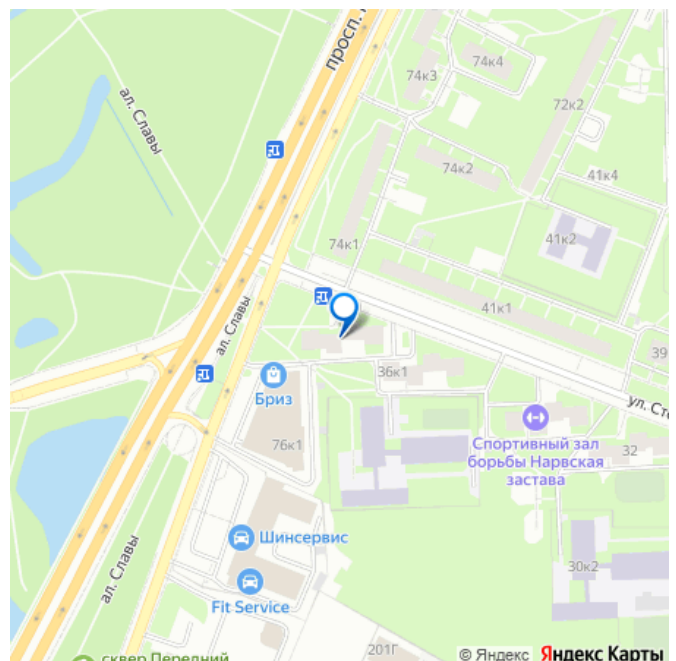 просп.
74к4
74к3
ал. Славы
72к2
74к2
41к4
41к2
74к1
41к1
ал. Славы
39
36к1
Бриз
ул. Сто
76к1
Спортивный зал
борьбы Нарвская
застава
32
Шинсервис
30к2
ал. Славы
Fit Service
201Г
сквер Передний
© Яндекс Яндекс Карты